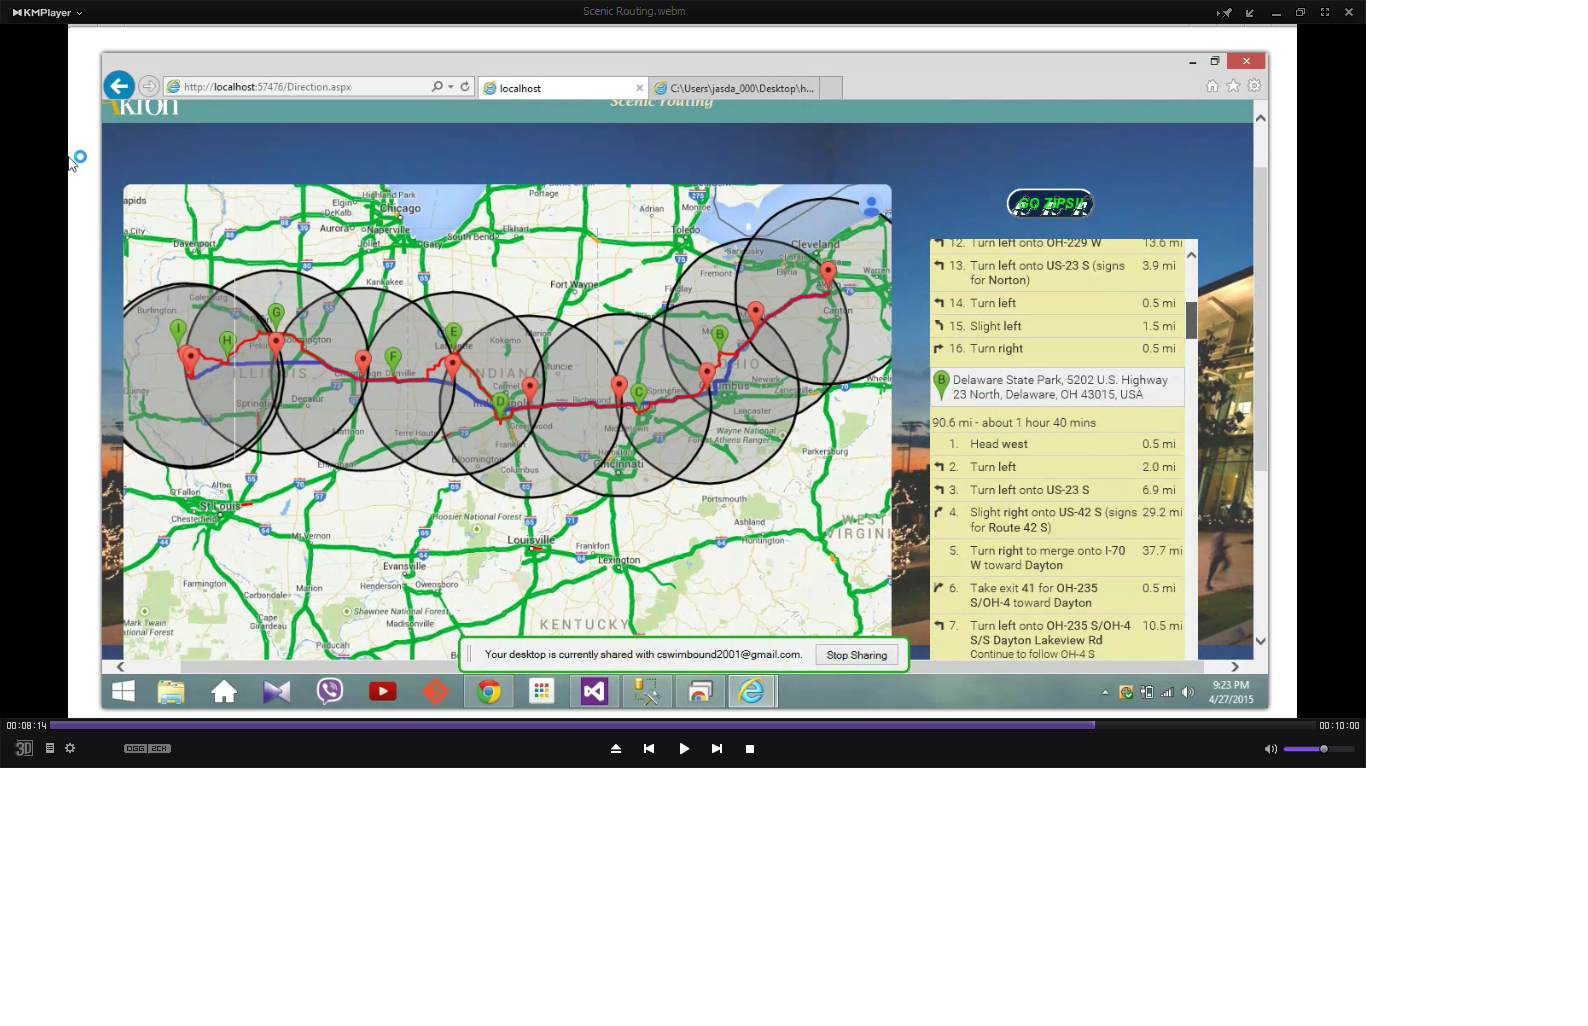 KMPlayer
Scenic Routing.webm
http://localhost:57476/Direction.aspx
localhost
C:\Users\jasda_000\Desktop\h...
Akron
Scenic Routing
GO ZIPS!!
Highland Park
Elgin
Chicago
DeKalb
Aurora
Naperville
Joliet
Gary
South Bend
Elkhart
Portage
Adrian
Monroe
Toledo
Cleveland
Elyria
Warren
Davenport
Kankakee
Fort Wayne
Findlay
Fremont
Sandusky
Canton
Galesburg
Burlington
Bloomington
Lafayette
Kokomo
Marion
Muncie
INDIANA
ILLINOIS
OHIO
Danville
Champaign
Carmel
Richmond
Springfield
Columbus
Newark
Zanesville
Lancaster
Quincy
Decatur
Mattoon
Terre Haute
Greenwood
Franklin
Middletown
Hamilton
Cincinnati
Wayne National
Forest Athens Ranger
Parkersburg
Effingham
Bloomington
Columbus
O'Fallon
Alton
St Louis
Chesterfield
Mt Vernon
Hoosier National Forest
Louisville
Frankfort
Lexington
Portsmouth
Ashland
Huntington
WEST
VIRGINIA
Evansville
Henderson
Owensboro
Farmington
Carbondale
Marion
Shawnee National Forest
Madisonville
Cape
Girardeau
Mark Twain
National Forest
Paducah
KENTUCKY
12. Turn left onto OH-229 W 13.6 mi
13. Turn left onto US-23 S (signs 3.9 mi
for Norton)
14. Turn left 0.5 mi
15. Slight left 1.5 mi
16. Turn right 0.5 mi
B Delaware State Park, 5202 U.S. Highway
23 North, Delaware, OH 43015, USA
90.6 mi - about 1 hour 40 mins
1. Head west 0.5 mi
2. Turn left 2.0 mi
3. Turn left onto US-23 S 6.9 mi
4. Slight right onto US-42 S (signs 29.2 mi
for Route 42 S)
5. Turn right to merge onto I-70 37.7 mi
W toward Dayton
6. Take exit 41 for OH-235 0.5 mi
S/OH-4 toward Dayton
7. Turn left onto OH-235 S/OH-4 10.5 mi
S/S Dayton Lakeview Rd
Continue to follow OH-4 S
Your desktop is currently shared with cswimbound2001@gmail.com.
Stop Sharing
9:23 PM
4/27/2015
00:08:14
00:10:00
3D
OGG 2CH